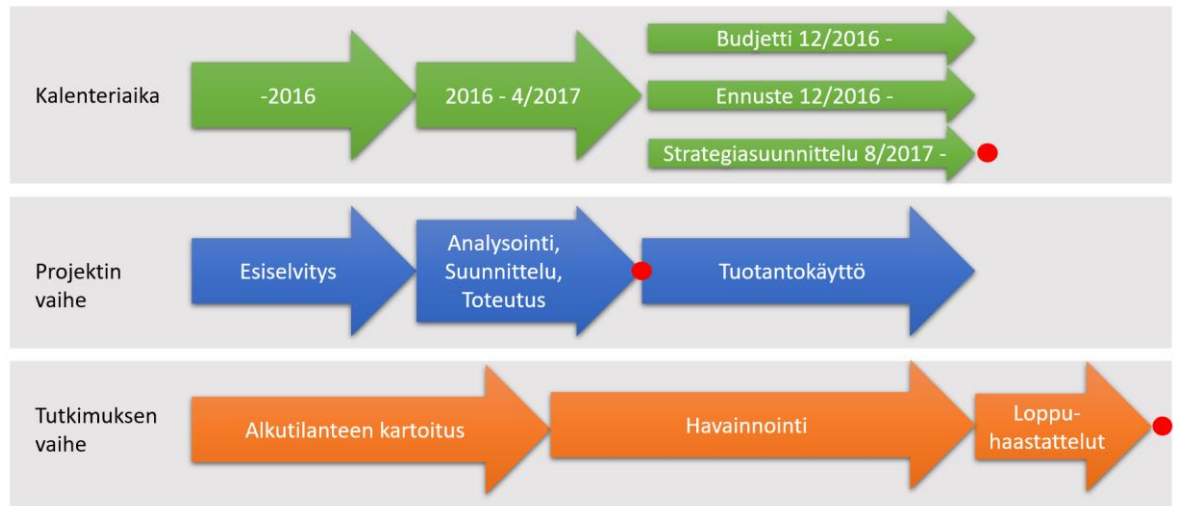 Kalenteriaika
-2016
2016 - 4/2017
Budjetti 12/2016 -
Ennuste 12/2016 -
Strategiasuunnittelu 8/2017 -
Projektin
vaihe
Esiselvitys
Analysointi,
Suunnittelu,
Toteutus
Tuotantokäyttö
Tutkimuksen
vaihe
Alkutilanteen kartoitus
Havainnointi
Loppu-
haastattelut